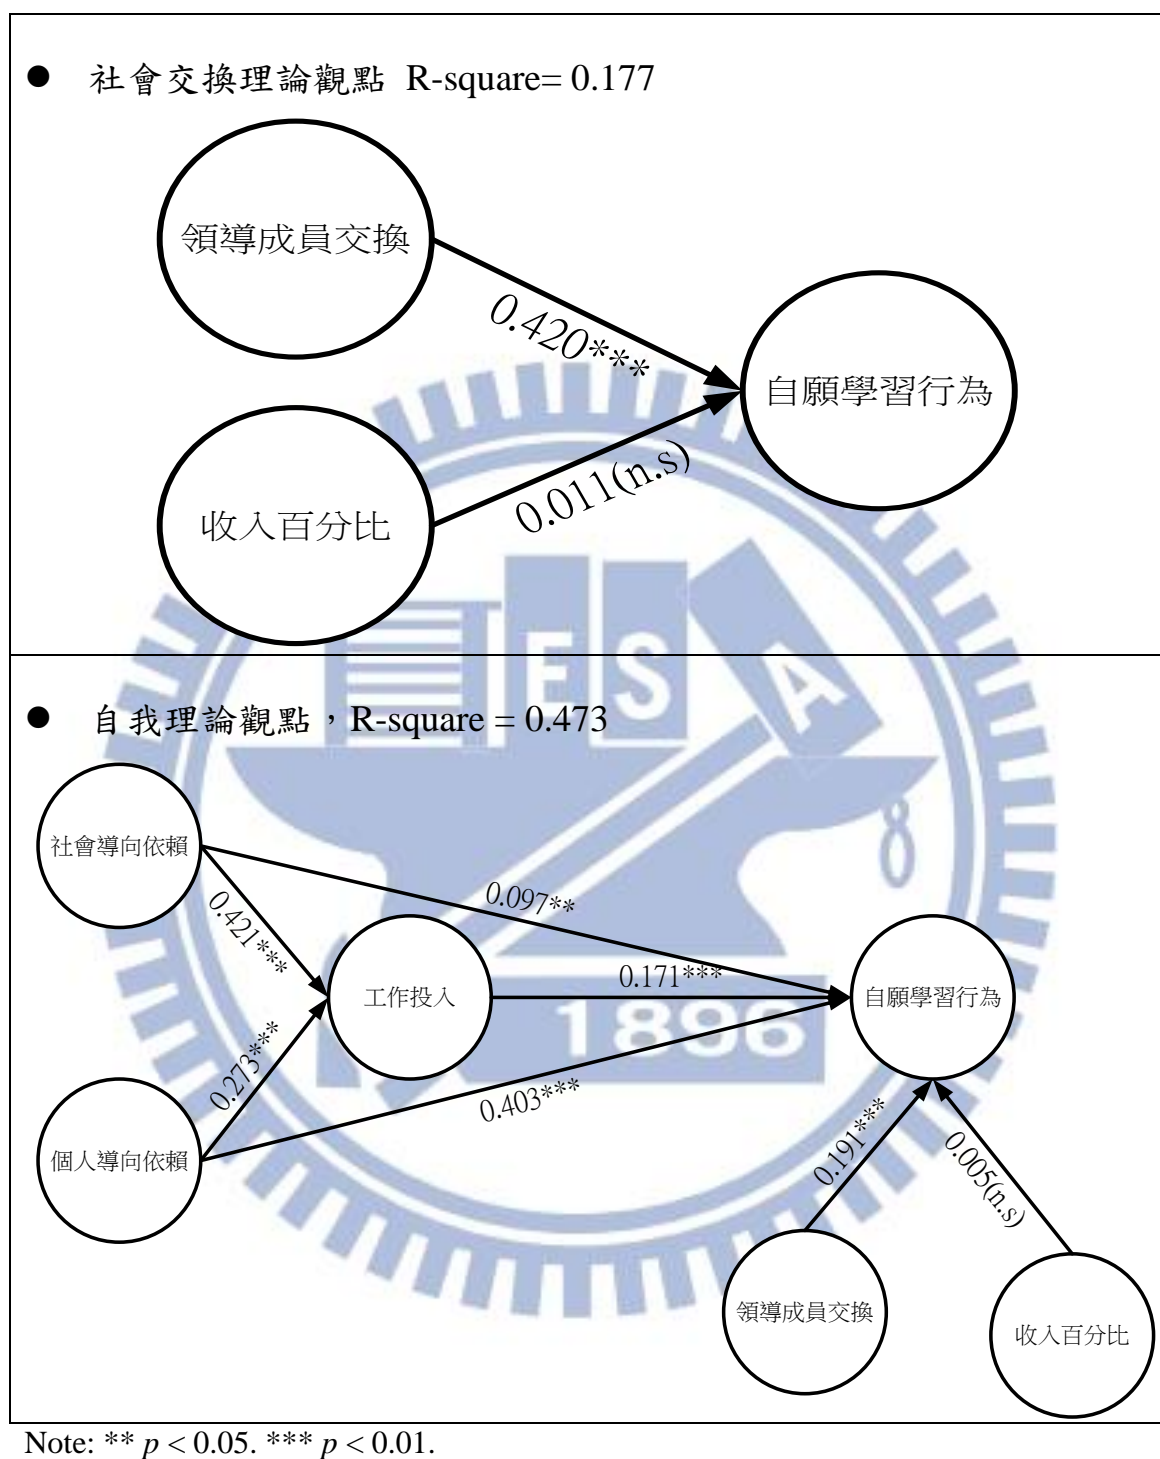 ● 社會交換理論觀點 R-square= 0.177
領導成員交換
0.420***
自願學習行為
收入百分比
0.011(n.s)
ESA
● 自我理論觀點，R-square = 0.473
社會導向依賴
0.097**
0.421***
工作投入
0.171***
自願學習行為
1896
0.273***
0.403***
個人導向依賴
0.191***
0.005(n.s)
領導成員交換
收入百分比
Note: ** p < 0.05. *** p < 0.01.